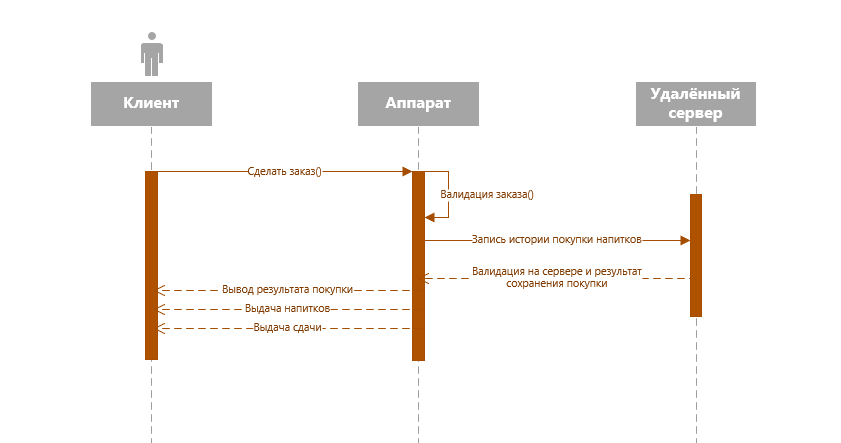 Клиент
Аппарат
Удалённый
сервер
Сделать заказ()
Валидация заказа()
Запись истории покупки напитков
Валидация на сервере и результат
сохранения покупки
Вывод результата покупки
Выдача напитков
Выдача сдачи